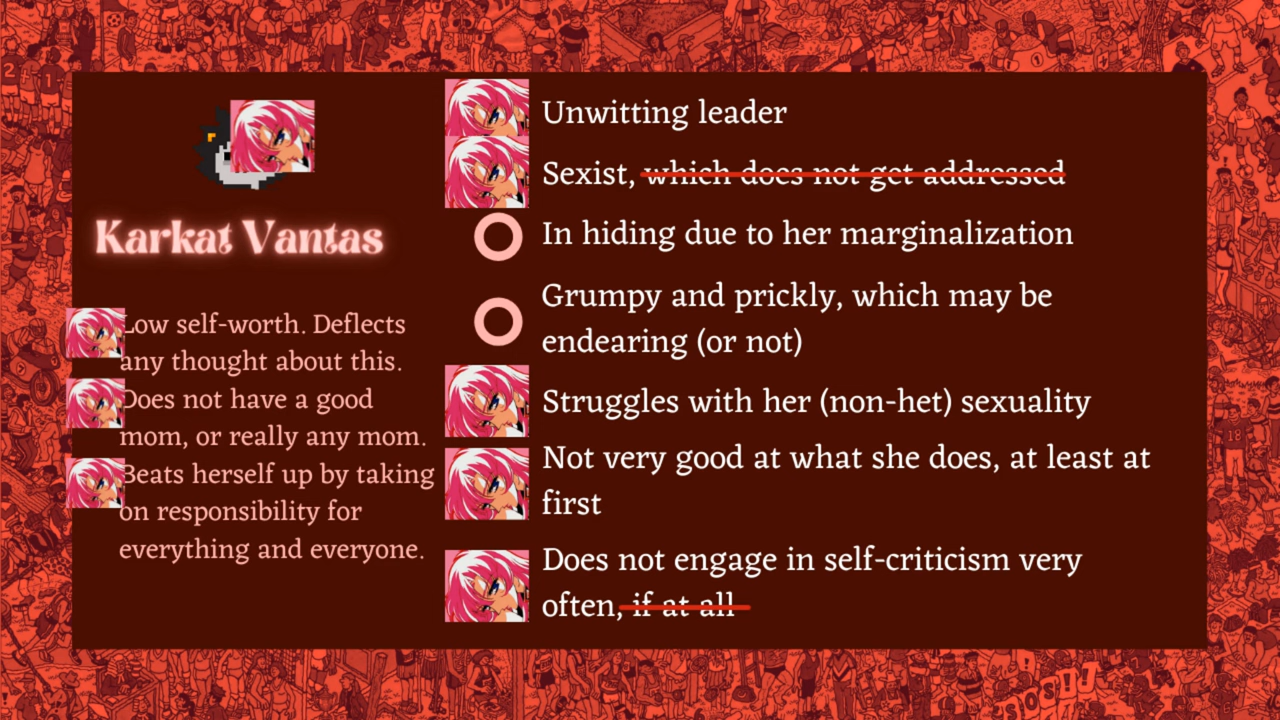 Karkat Vantas
Low self-worth. Deflects
any thought about this.
Does not have a good
mom, or really any mom.
Beats herself up by taking
on responsibility for
everything and everyone.
Unwitting leader
Sexist, which does not get addressed
In hiding due to her marginalization
Grumpy and prickly, which may be
endearing (or not)
Struggles with her (non-het) sexuality
Not very good at what she does, at least at
first
Does not engage in self-criticism very
often, if at all
2
1
1
18